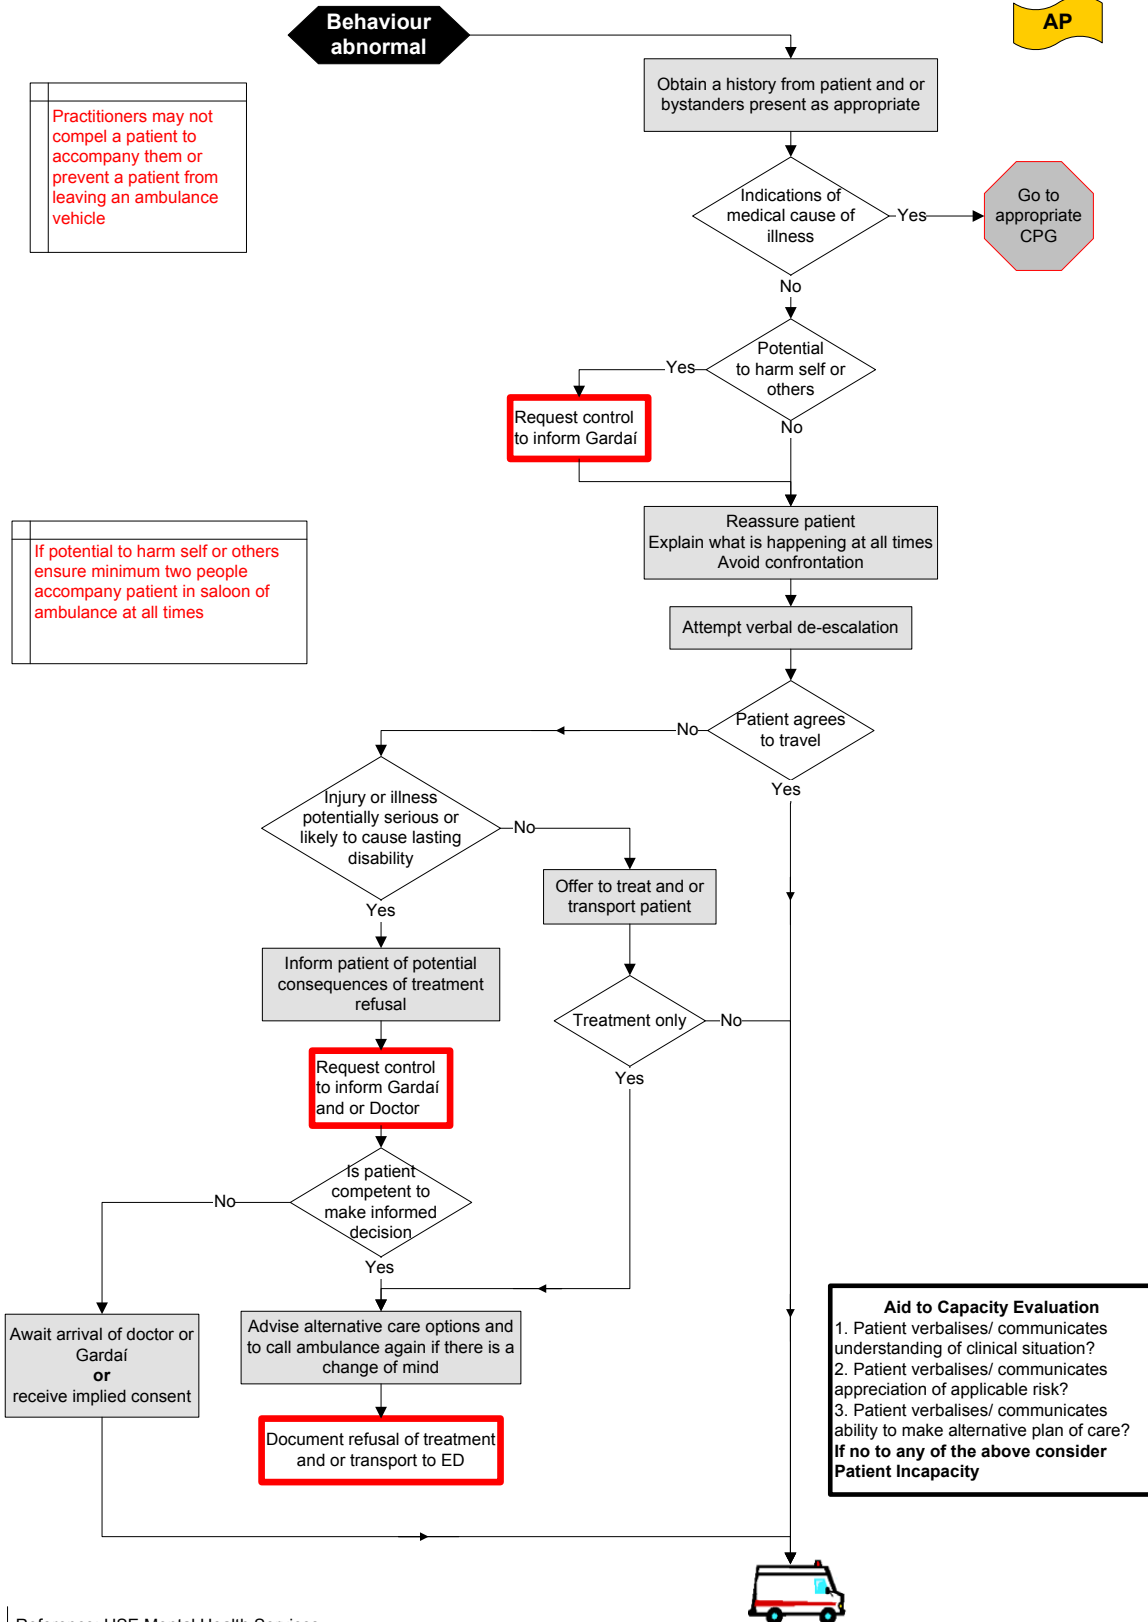 Behaviour
abnormal
AP
Obtain a history from patient and or
bystanders present as appropriate
Practitioners may not
compel a patient to
accompany them or
prevent a patient from
leaving an ambulance
vehicle
Indications of
medical cause of
illness
Yes
Go to
appropriate
CPG
No
Potential
to harm self or
others
Yes
No
Request control
to inform Gardaí
Reassure patient
Explain what is happening at all times
Avoid confrontation
If potential to harm self or others
ensure minimum two people
accompany patient in saloon of
ambulance at all times
Attempt verbal de-escalation
Patient agrees
to travel
No
Yes
Injury or illness
potentially serious or
likely to cause lasting
disability
No
Yes
Offer to treat and or
transport patient
Inform patient of potential
consequences of treatment
refusal
Treatment only
No
Yes
Request control
to inform Gardaí
and or Doctor
Is patient
competent to
make informed
decision
No
Yes
Await arrival of doctor or
Gardaí
or
receive implied consent
Advise alternative care options and
to call ambulance again if there is a
change of mind
Document refusal of treatment
and or transport to ED
Aid to Capacity Evaluation
1. Patient verbalises/ communicates
understanding of clinical situation?
2. Patient verbalises/ communicates
appreciation of applicable risk?
3. Patient verbalises/ communicates
ability to make alternative plan of care?
If no to any of the above consider
Patient Incapacity
Reference: HSE Mental Health Services